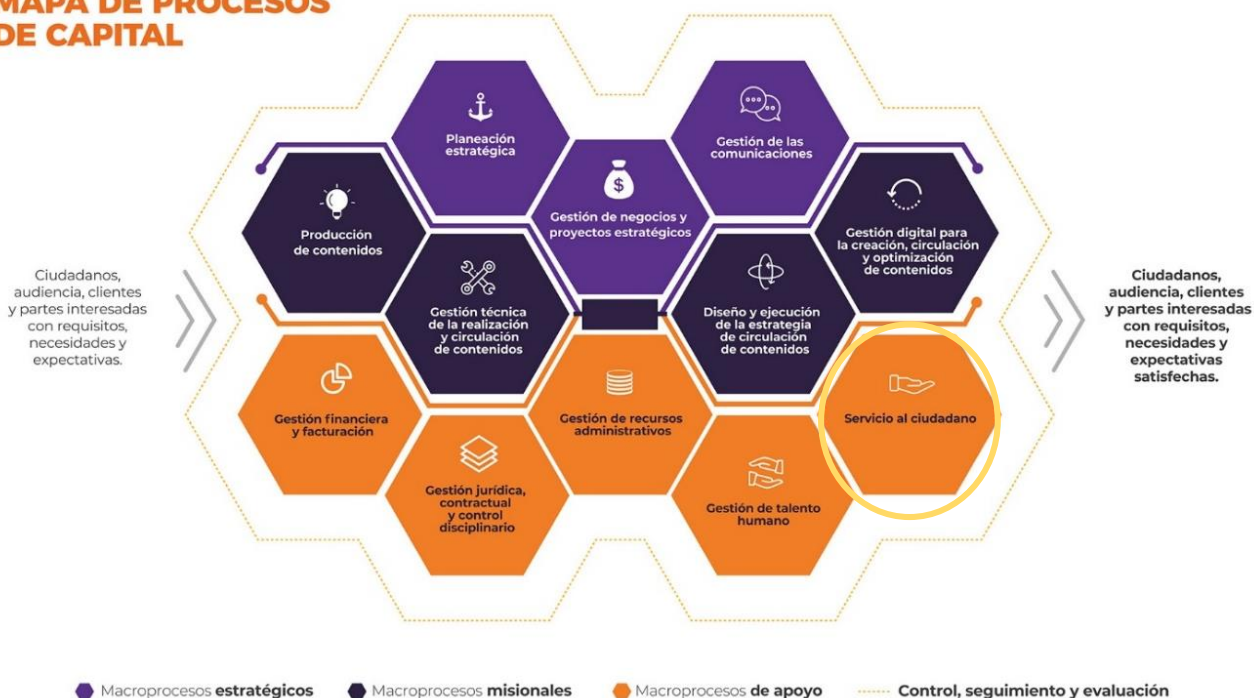 MAPA DE PROCESOS
DE CAPITAL
Planeación
estratégica
Gestión de las
comunicaciones
$
Gestión de negocios y
proyectos estratégicos
Producción
de contenidos
Gestión digital para
la creación, circulación
y optimización
de contenidos
Gestión técnica
de la realización
y circulación
de contenidos
Diseño y ejecución
de la estrategia
de circulación
de contenidos
Ciudadanos,
audiencia, clientes
y partes interesadas
con requisitos,
necesidades y
expectativas.
Ciudadanos,
audiencia, clientes
y partes interesadas
con requisitos,
necesidades y
expectativas
satisfechas.
Gestión financiera
y facturación
Gestión de recursos
administrativos
Servicio al ciudadano
Gestión jurídica,
contractual
y control
disciplinario
Gestión de talento
humano
Macroprocesos estratégicos
Macroprocesos misionales
Macroprocesos de apoyo
Control, seguimiento y evaluación